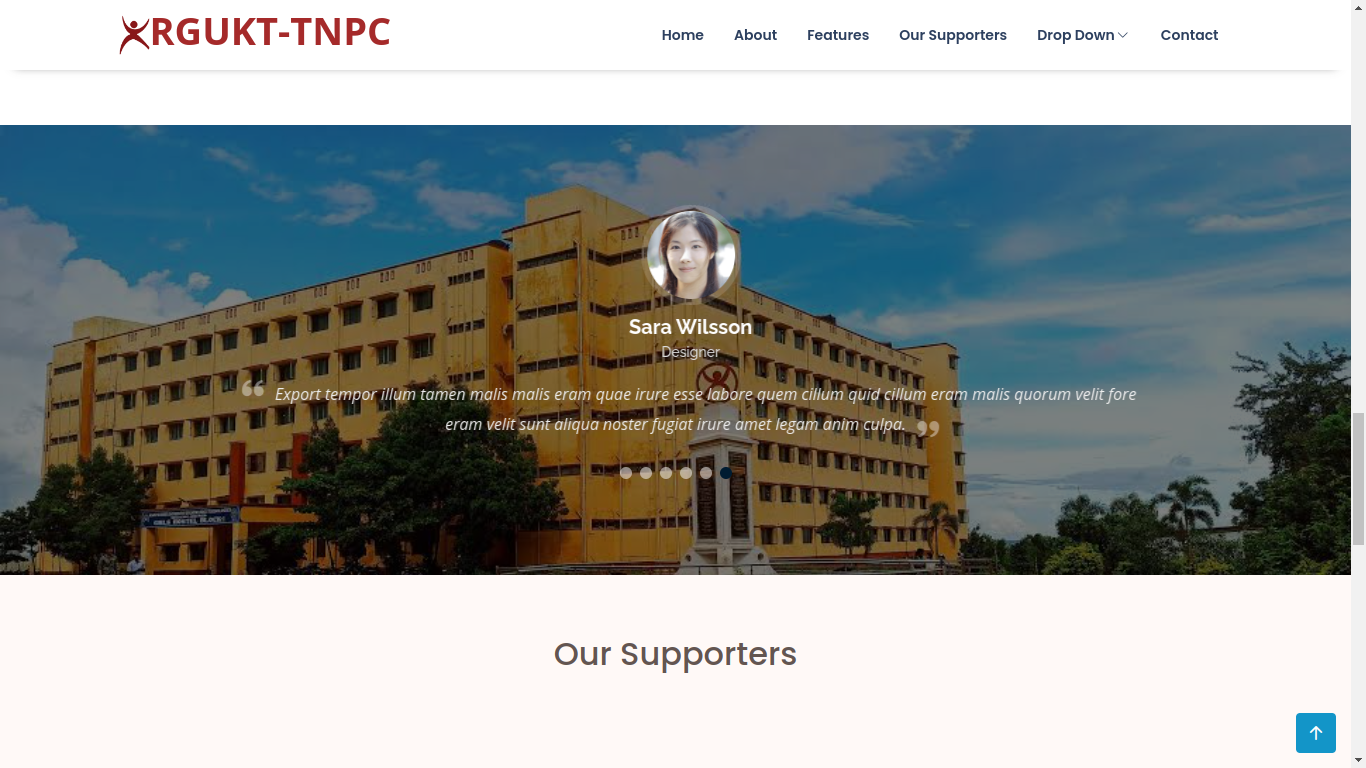 RGUKT-TNPC
Home
About
Features
Our Supporters
Drop Down
Contact
Sara Wilsson
Designer
“ Export tempor illum tamen malis malis eram quae irure esse labore quem cillum quid cillum eram malis quorum velit fore
eram velit sunt aliqua noster fugiat irure amet legam anim culpa. ”
Our Supporters